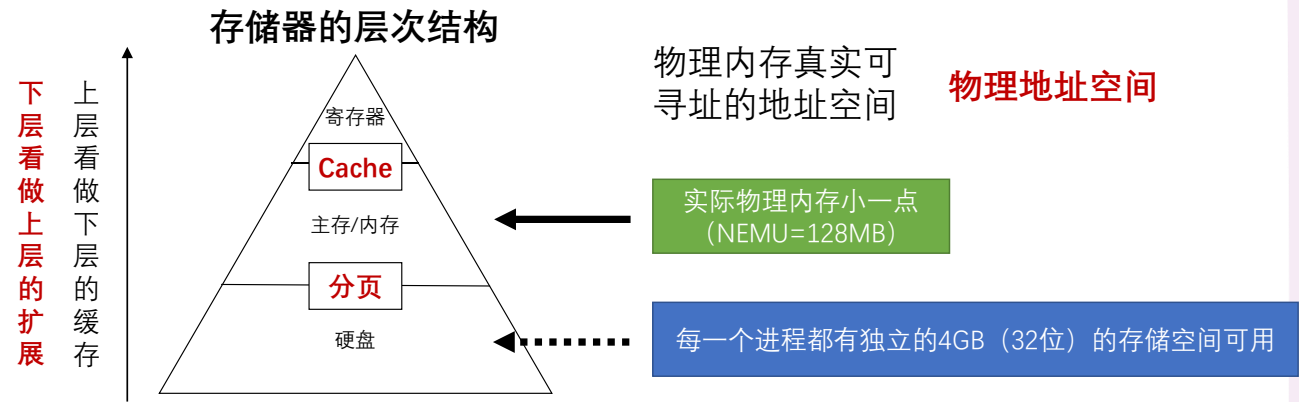 存储器的层次结构
下层看做上层的扩展
上层看做下层的缓存
寄存器
Cache
主存/内存
分页
硬盘
物理内存真实可
寻址的地址空间
物理地址空间
实际物理内存小一点
（NEMU=128MB）
每一个进程都有独立的4GB（32位）的存储空间可用